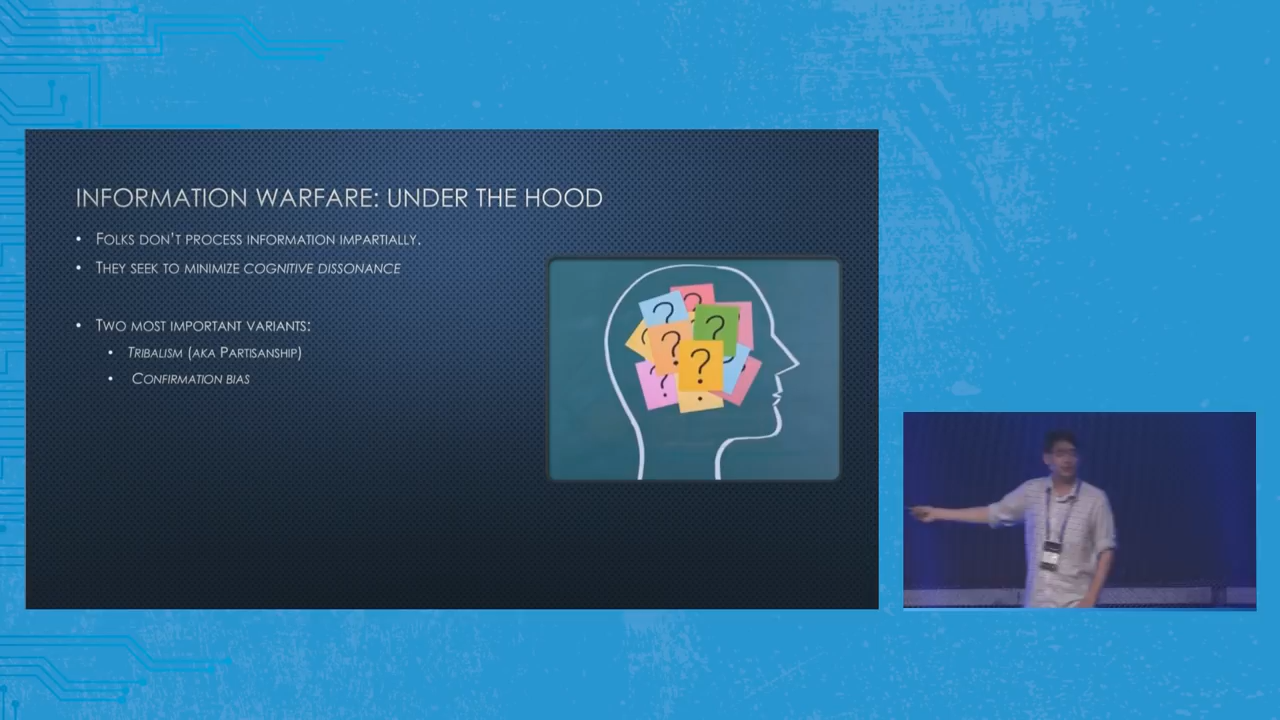 INFORMATION WARFARE: UNDER THE HOOD
• FOLKS DON'T PROCESS INFORMATION IMPARTIALLY.
• THEY SEEK TO MINIMIZE COGNITIVE DISSONANCE
• TWO MOST IMPORTANT VARIANTS:
• TRIBALISM (AKA PARTISANSHIP)
• CONFIRMATION BIAS
?
?
?
?
?
?